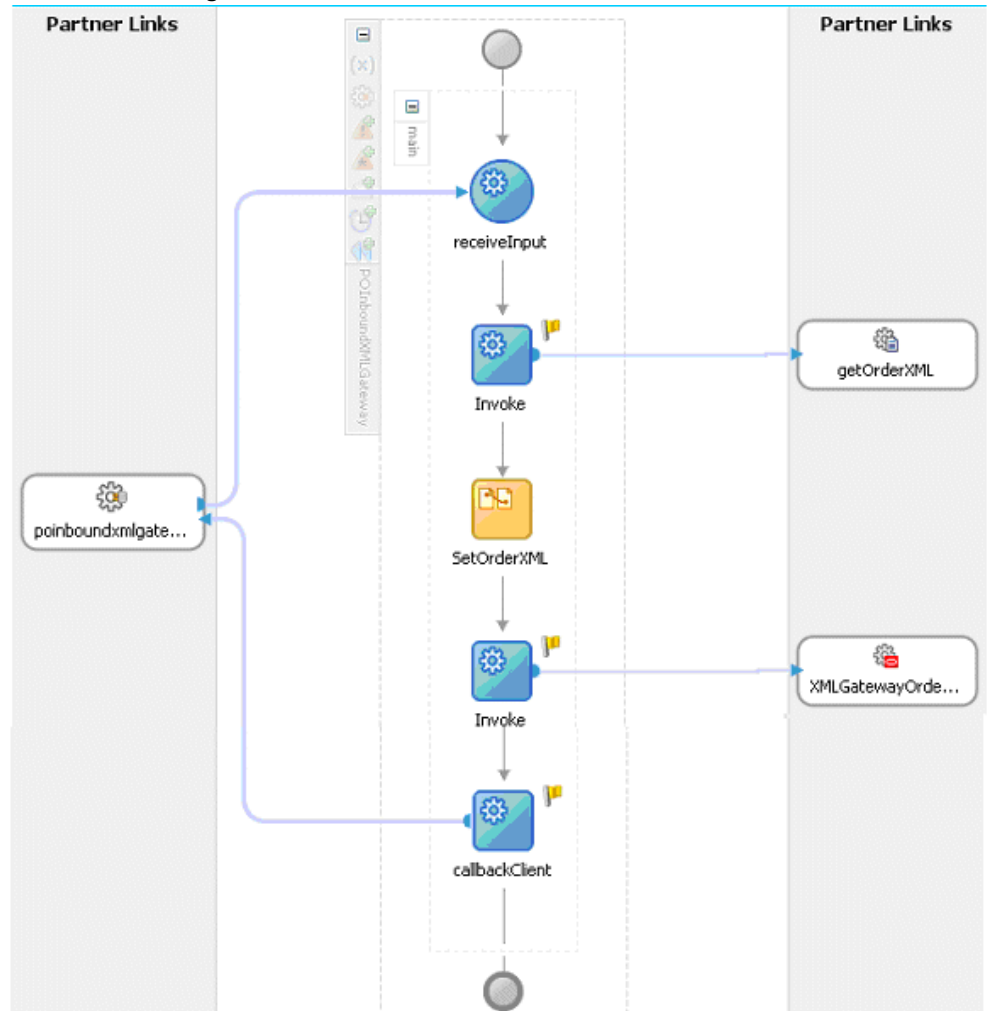 Partner Links
Partner Links
(x)
main
receiveInput
POInboundXMLGateway
Invoke
getOrderXML
poinboundxmlgate...
SetOrderXML
Invoke
XMLGatewayOrde...
callbackClient